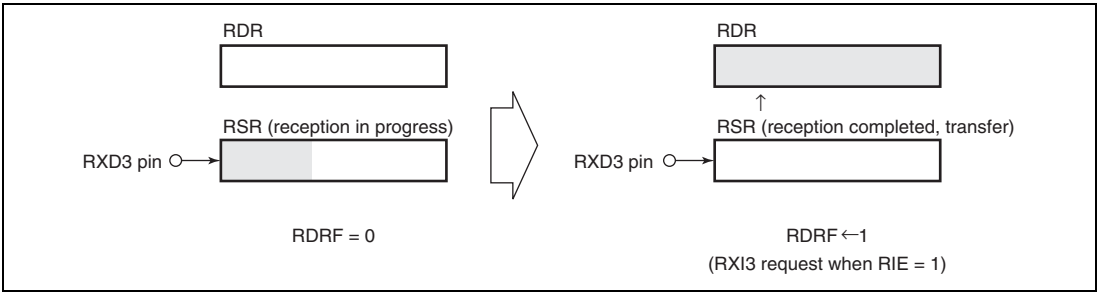 RDR
RSR (reception in progress)
RXD3 pin
RDRF = 0
RDR
↑
RSR (reception completed, transfer)
RXD3 pin
RDRF ←1
(RXI3 request when RIE = 1)